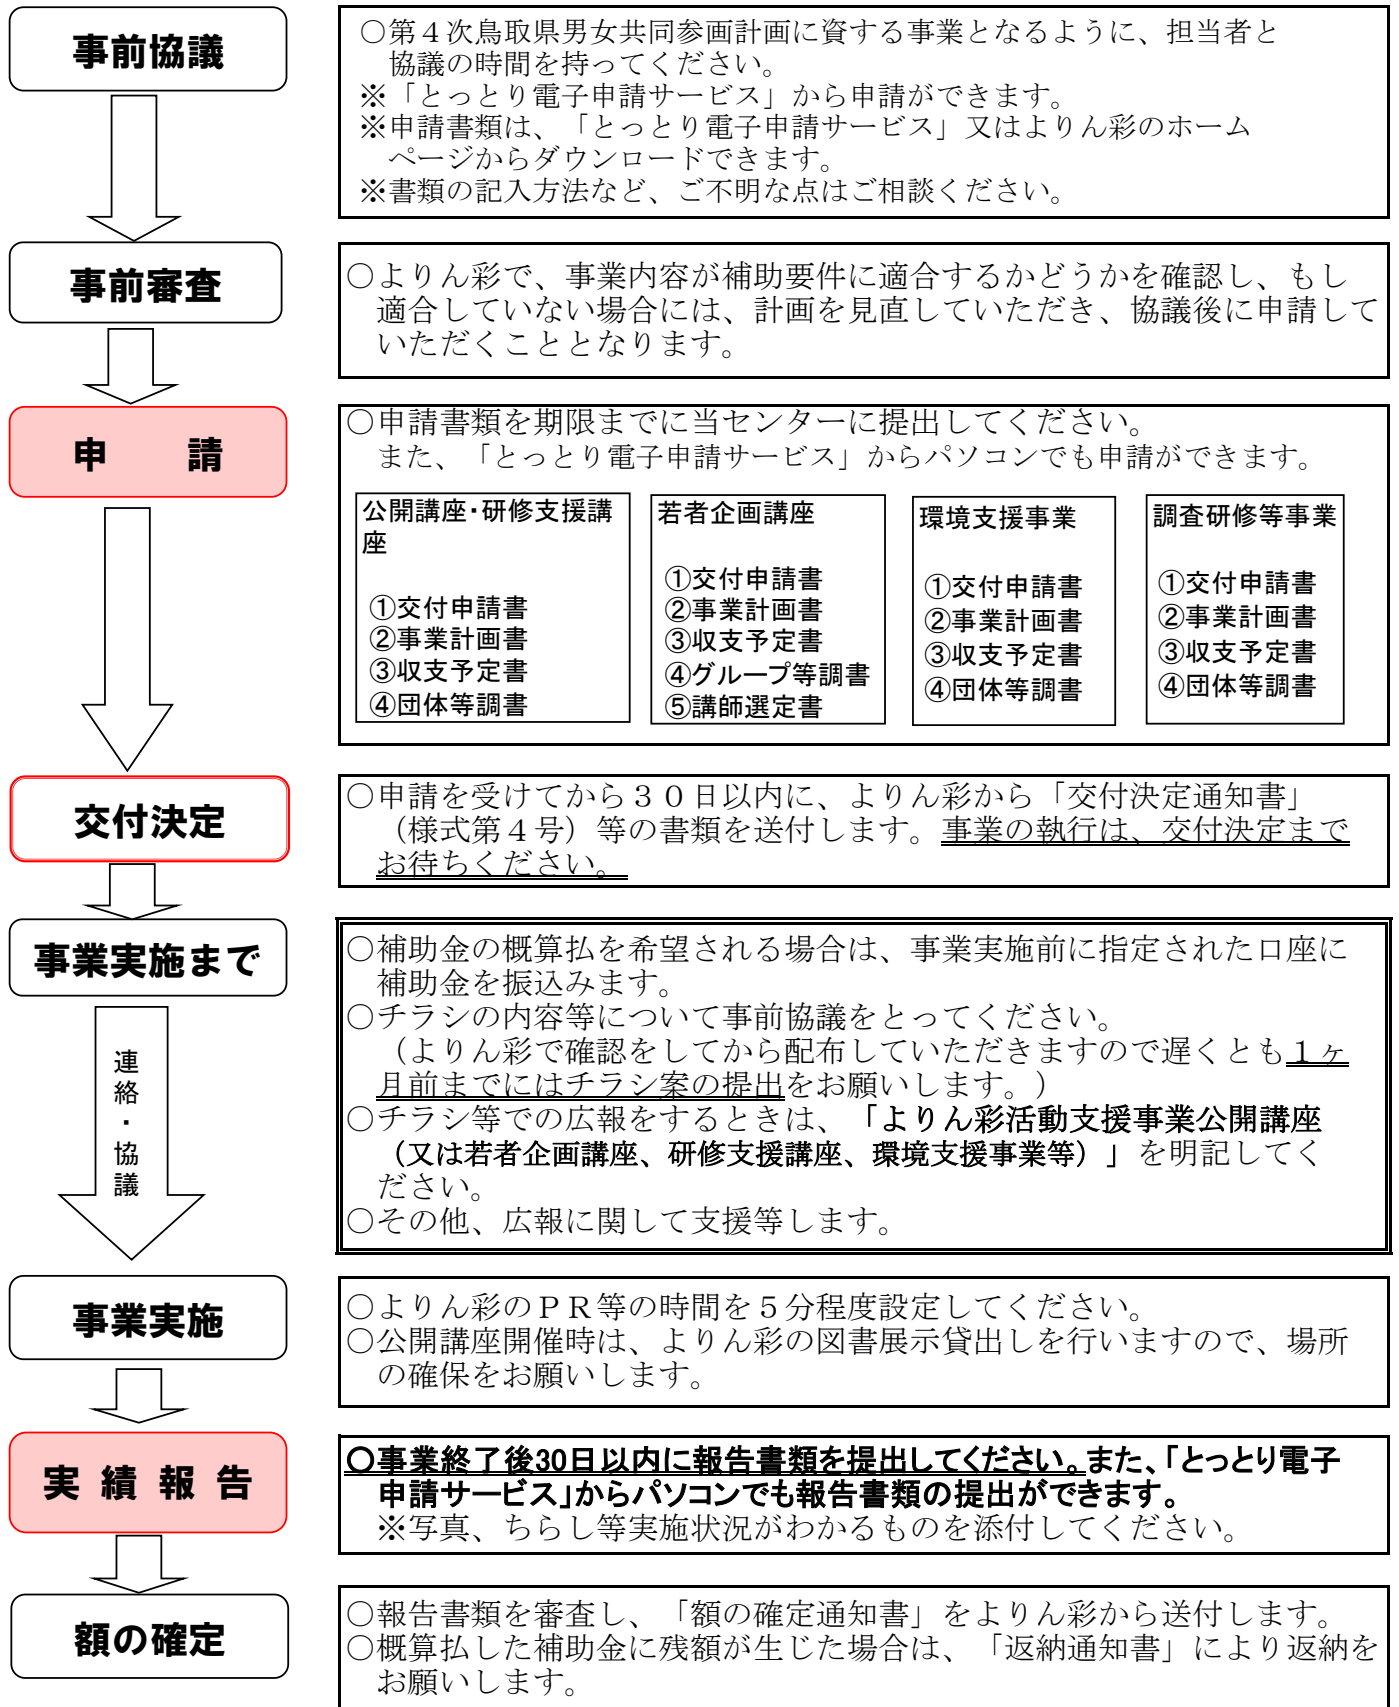 事前協議
○第４次鳥取県男女共同参画計画に資する事業となるように、担当者と
協議の時間を持ってください。
※「とっとり電子申請サービス」から申請ができます。
※申請書類は、「とっとり電子申請サービス」又はよりん彩のホーム
ページからダウンロードできます。
※書類の記入方法など、ご不明な点はご相談ください。
事前審査
○よりん彩で、事業内容が補助要件に適合するかどうかを確認し、もし
適合していない場合には、計画を見直していただき、協議後に申請して
いただくこととなります。
申　　請
○申請書類を期限までに当センターに提出してください。
また、「とっとり電子申請サービス」からパソコンでも申請ができます。
公開講座・研修支援講
座
①交付申請書
②事業計画書
③収支予定書
④団体等調書
若者企画講座
①交付申請書
②事業計画書
③収支予定書
④グループ等調書
⑤講師選定書
環境支援事業
①交付申請書
②事業計画書
③収支予定書
④団体等調書
調査研修等事業
①交付申請書
②事業計画書
③収支予定書
④団体等調書
交付決定
○申請を受けてから３０日以内に、よりん彩から「交付決定通知書」
（様式第４号）等の書類を送付します。事業の執行は、交付決定まで
お待ちください。
事業実施まで
○補助金の概算払を希望される場合は、事業実施前に指定された口座に
補助金を振込みます。
○チラシの内容等について事前協議をとってください。
（よりん彩で確認をしてから配布していただきますので遅くとも１ヶ
月前までにはチラシ案の提出をお願いします。）
○チラシ等での広報をするときは、「よりん彩活動支援事業公開講座
（又は若者企画講座、研修支援講座、環境支援事業等）」を明記してく
ださい。
○その他、広報に関して支援等します。
連絡・協議
事業実施
○よりん彩のＰＲ等の時間を５分程度設定してください。
○公開講座開催時は、よりん彩の図書展示貸出しを行いますので、場所
の確保をお願いします。
実績報告
○事業終了後30日以内に報告書類を提出してください。また、「とっとり電子
申請サービス」からパソコンでも報告書類の提出ができます。
※写真、ちらし等実施状況がわかるものを添付してください。
額の確定
○報告書類を審査し、「額の確定通知書」をよりん彩から送付します。
○概算払した補助金に残額が生じた場合は、「返納通知書」により返納を
お願いします。